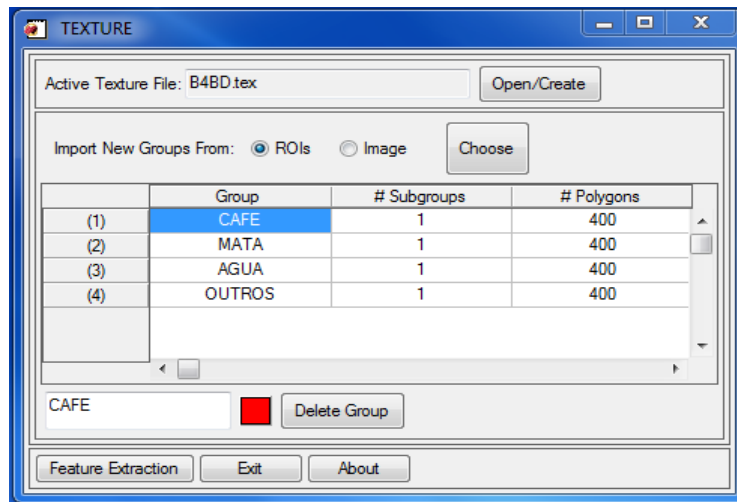 TEXTURE
Active Texture File: B4BD.tex Open/Create
Import New Groups From: ROIs Image Choose
Group # Subgroups # Polygons
(1) CAFE 1 400
(2) MATA 1 400
(3) AGUA 1 400
(4) OUTROS 1 400
CAFE Delete Group
Feature Extraction Exit About